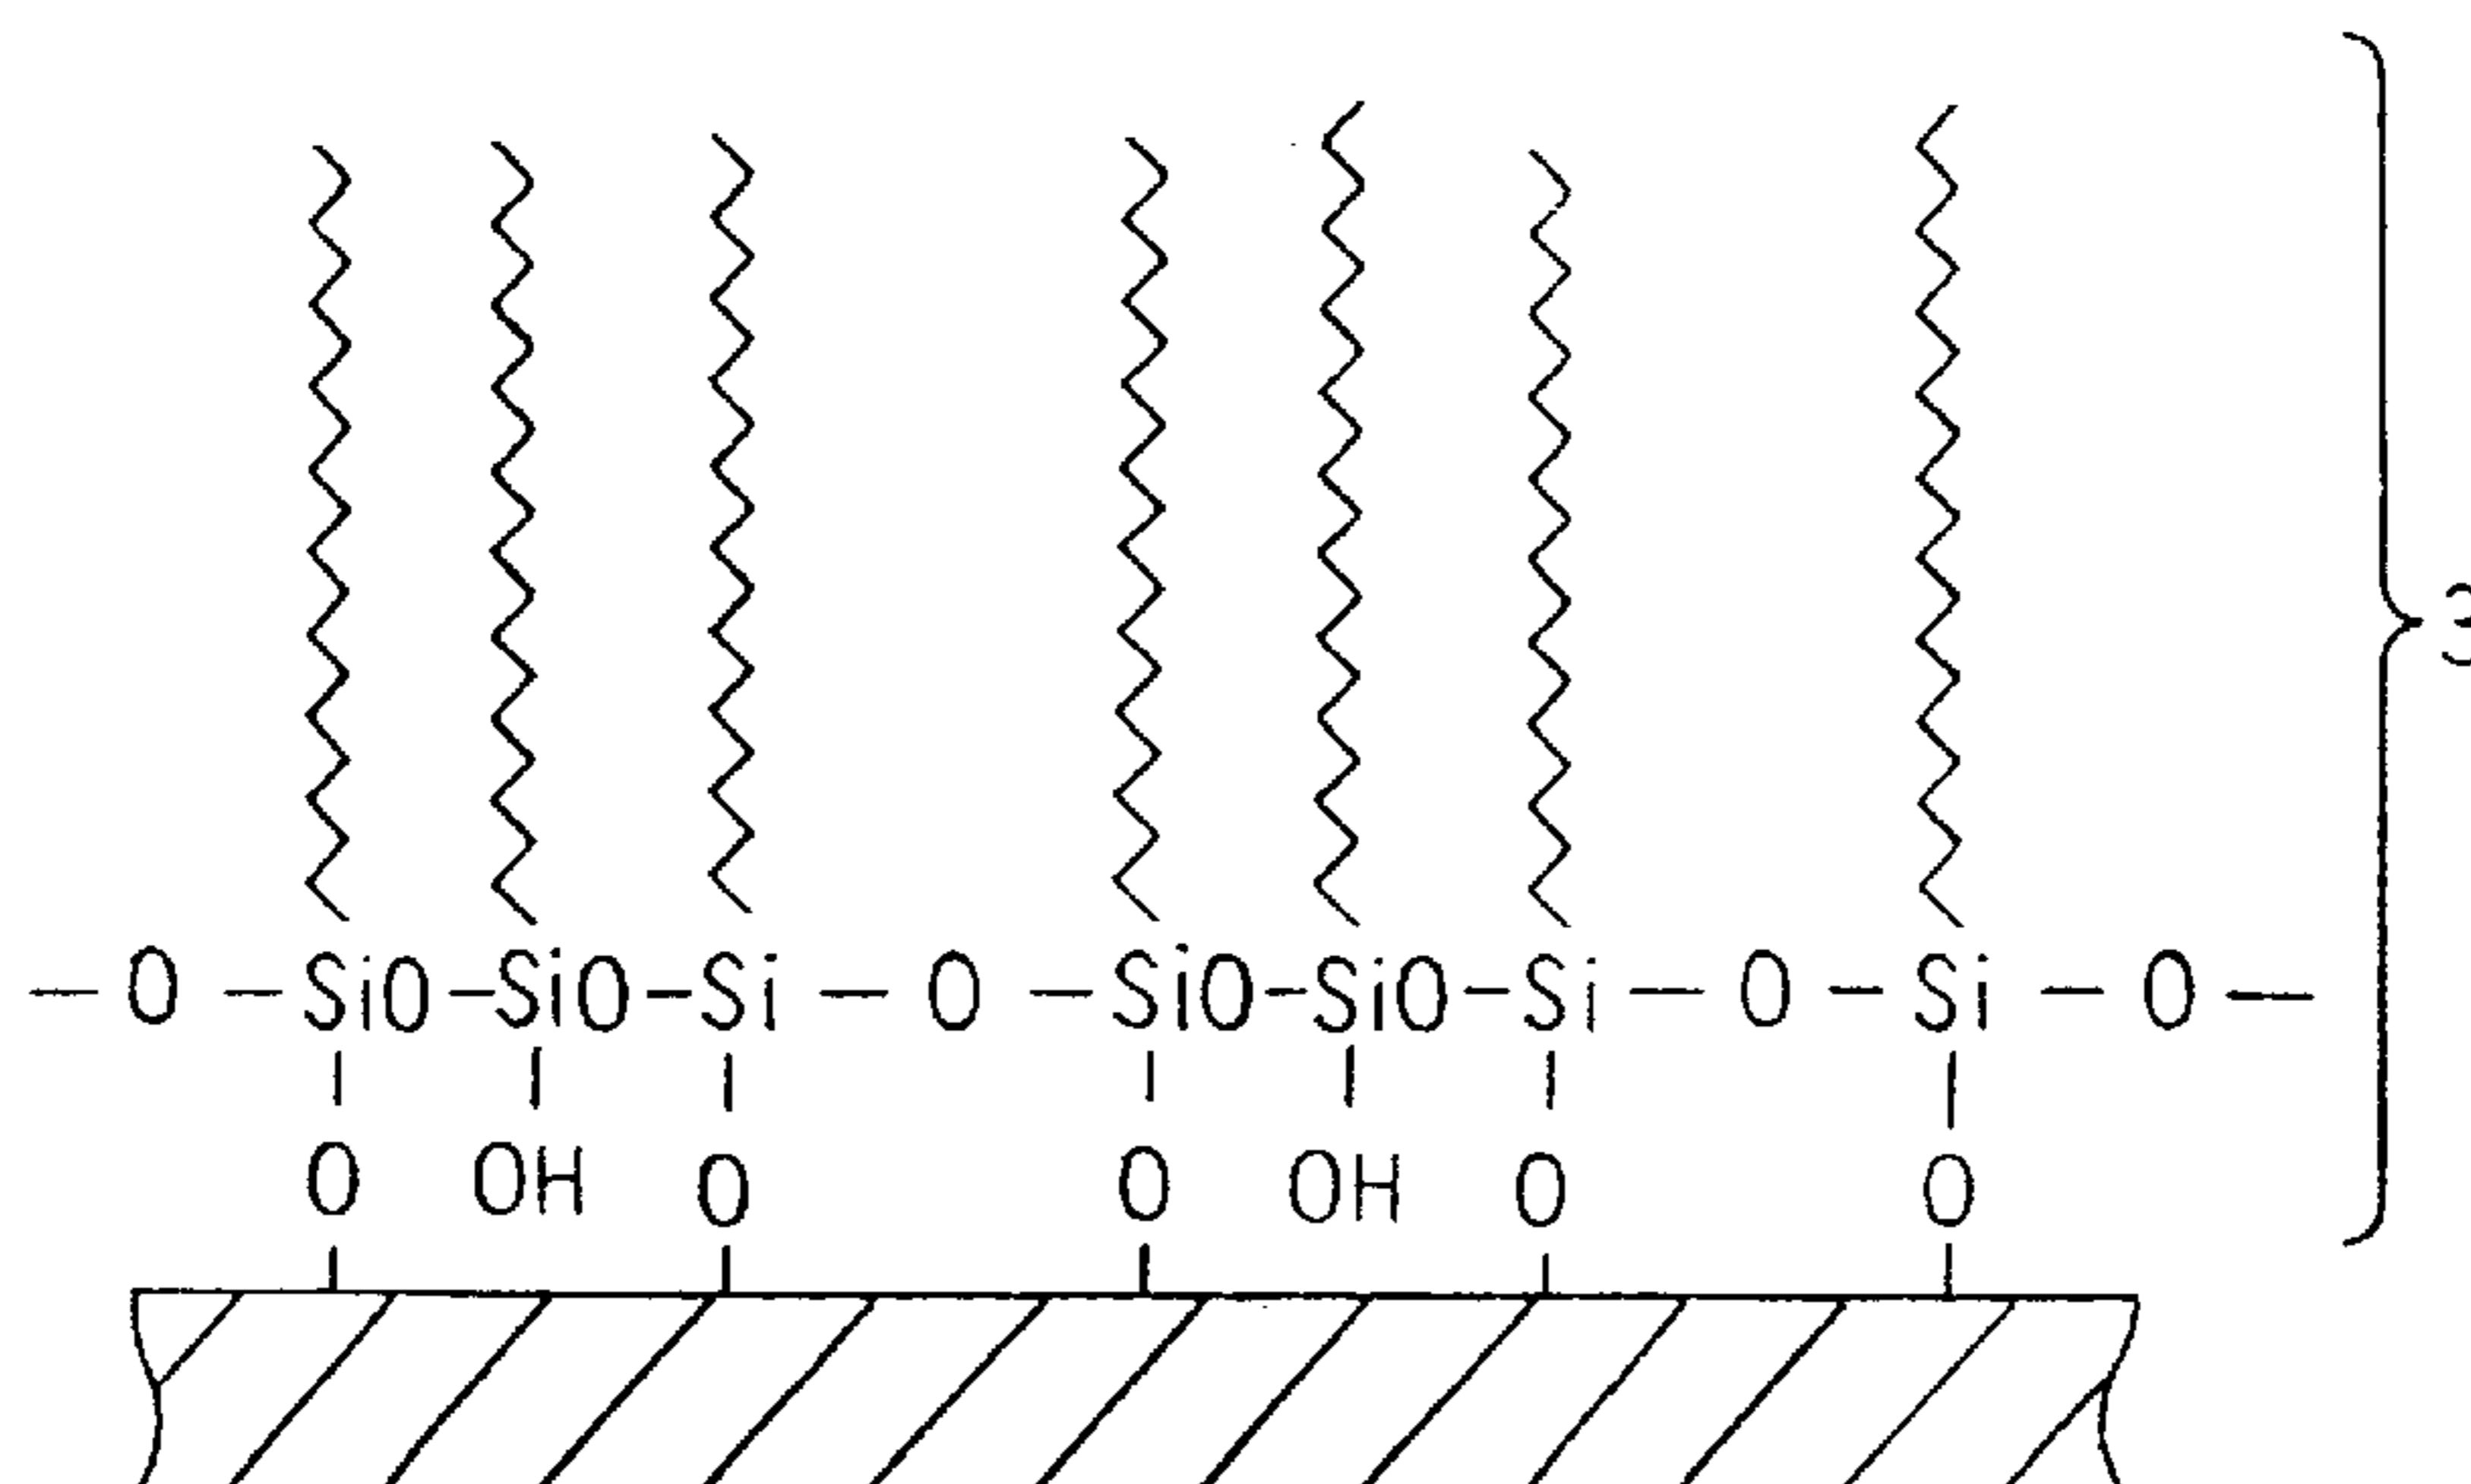 3
— O — SiO —SiO —Si — O — SiO —SiO —Si — O — Si — O —
O OH O O OH O O